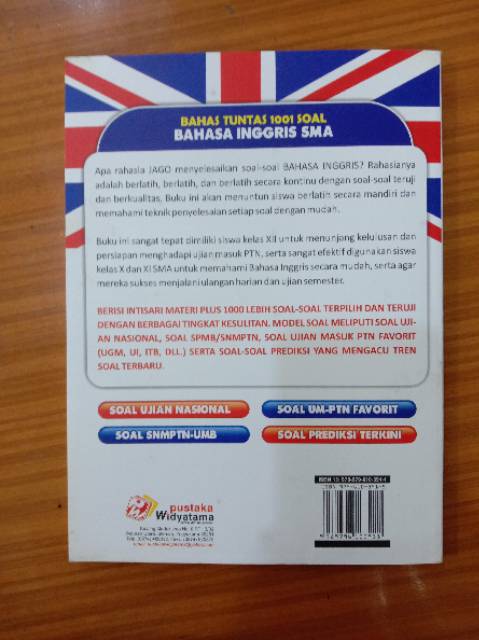 BAHAS TUNTAS 1001 SOAL
BAHASA INGGRIS SMA
Apa rahasia JAGO menyelesaikan soal-soal BAHASA INGGRIS? Rahasianya
adalah berlatih, berlatih, dan berlatih secara kontinu dengan soal-soal teruji
dan berkualitas. Buku ini akan menuntun siswa berlatih secara mandiri dan
memahami teknik penyelesaian setiap soal dengan mudah.
Buku ini sangat tepat dimiliki siswa kelas XII untuk menunjang kelulusan dan
persiapan menghadapi ujian masuk PTN, serta sangat efektif digunakan siswa
kelas X dan XI SMA untuk memahami Bahasa Inggris secara mudah, serta agar
mereka sukses menjalani ulangan harian dan ujian semester.
BERISI INTISARI MATERI PLUS 1000 LEBIH SOAL-SOAL TERPILIH DAN TERUJI
DENGAN BERBAGAI TINGKAT KESULITAN. MODEL SOAL MELIPUTI SOAL UJI-
AN NASIONAL, SOAL SPMB/SNMPTN, SOAL UJIAN MASUK PTN FAVORIT
(UGM, UI, ITB, DLL.) SERTA SOAL-SOAL PREDIKSI YANG MENGACU TREN
SOAL TERBARU.
SOAL UJIAN NASIONAL
SOAL UM-PTN FAVORIT
SOAL SNMPTN-UMB
SOAL PREDIKSI TERKINI
ISBN 13:
pustaka
Widyatama